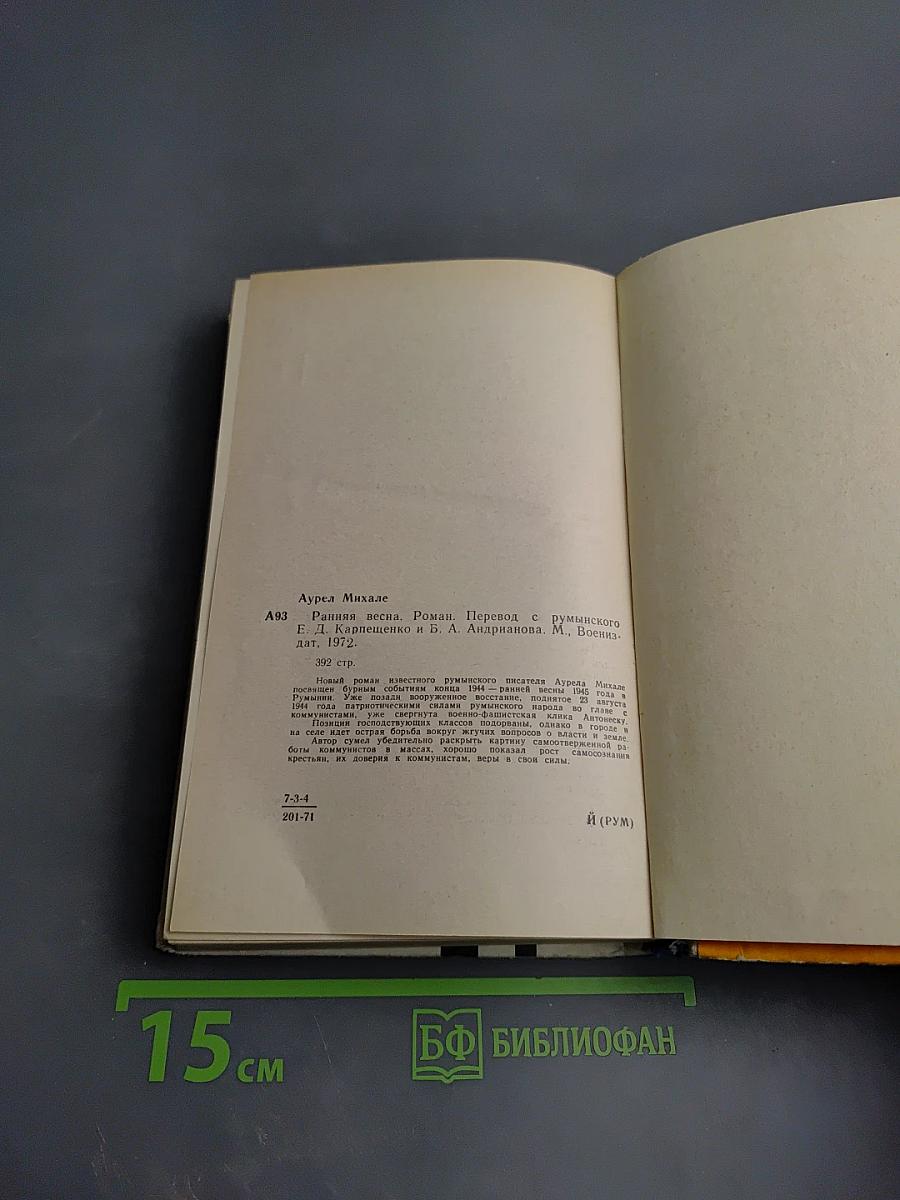 Аурел Михале
А93 Ранняя весна. Роман. Перевод с румынского
Е. Д. Карпещенко и Б. А. Андрианова. М., Воениз-
дат, 1972.
392 стр.
Новый роман известного румынского писателя Аурела Михале
посвящен бурным событиям конца 1944 — ранней весны 1945 года в
Румынии. Уже позади вооруженное восстание, поднятое 23 августа
1944 года патриотическими силами румынского народа во главе с
коммунистами, уже свергнута военно-фашистская клика Антонеску.
Позиции господствующих классов подорваны, однако в городе и
на селе идет острая борьба вокруг жгучих вопросов о власти и земле.
Автор сумел убедительно раскрыть картину самоотверженной ра-
боты коммунистов в массах, хорошо показал рост самосознания
крестьян, их доверия к коммунистам, веры в свои силы.
7-3-4
201-71
Й (РУМ)
15 см
БФ БИБЛИОФАН